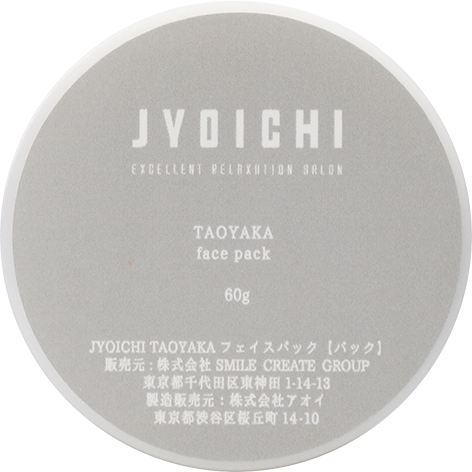 JYOICHI
EXCELLENT RELAXATION SALON
TAOYAKA
face pack
60g
JYOICHI TAOYAKA フェイスパック【パック】
販売元:株式会社 SMILE CREATE GROUP
東京都千代田区東神田 1-14-13
製造販売元:株式会社アオイ
東京都渋谷区桜丘町 14-10